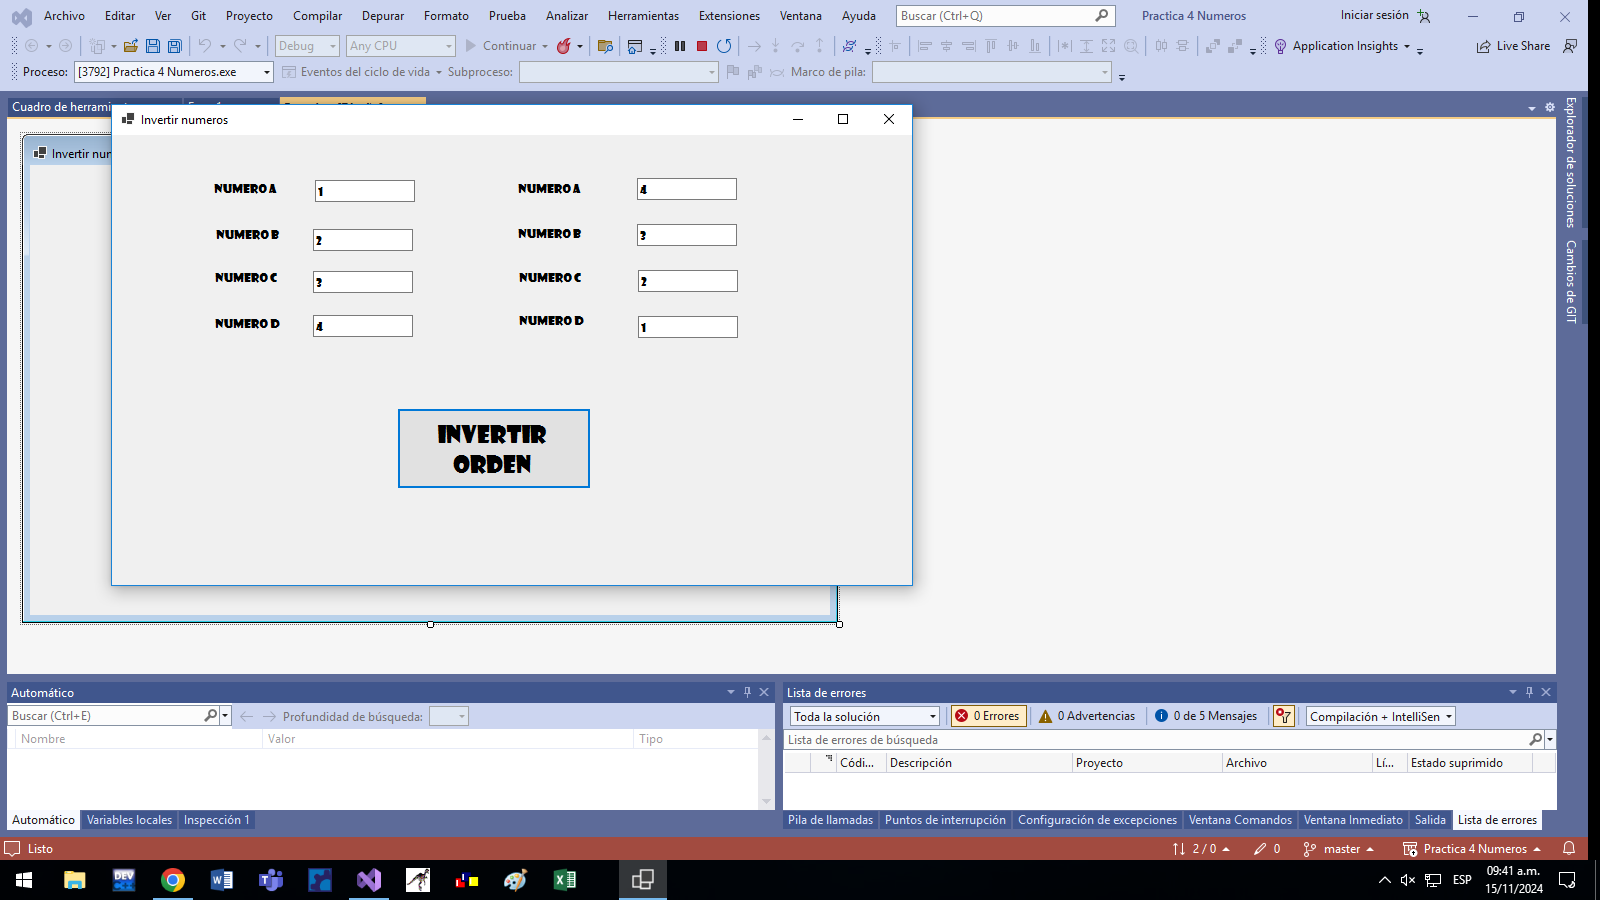 Archivo Editar Ver Git Proyecto Compilar Depurar Formato Prueba Analizar Herramientas Extensiones Ventana Ayuda Buscar (Ctrl+Q) Practica 4 Numeros Iniciar sesión
Debug Any CPU Continuar Application Insights Live Share
Proceso: [3792] Practica 4 Numeros.exe Eventos del ciclo de vida Subproceso: Marco de pila:
Cuadro de herrami
Invertir numeros
Invertir nur
NUMERO A 1 NUMERO A 4
NUMERO B 2 NUMERO B 3
NUMERO C 3 NUMERO C 2
NUMERO D 4 NUMERO D 1
INVERTIR
ORDEN
Explorador de soluciones
Cambios de GIT
Automático
Buscar (Ctrl+E) Profundidad de búsqueda:
Nombre Valor Tipo
Automático Variables locales Inspección 1
Lista de errores
Toda la solución 0 Errores 0 Advertencias 0 de 5 Mensajes Compilación + IntelliSen
Lista de errores de búsqueda
Códi... Descripción Proyecto Archivo Lí... Estado suprimido
Pila de llamadas Puntos de interrupción Configuración de excepciones Ventana Comandos Ventana Inmediato Salida Lista de errores
Listo 2 / 0 0 master Practica 4 Numeros
DEV
ESP
09:41 a.m.
15/11/2024